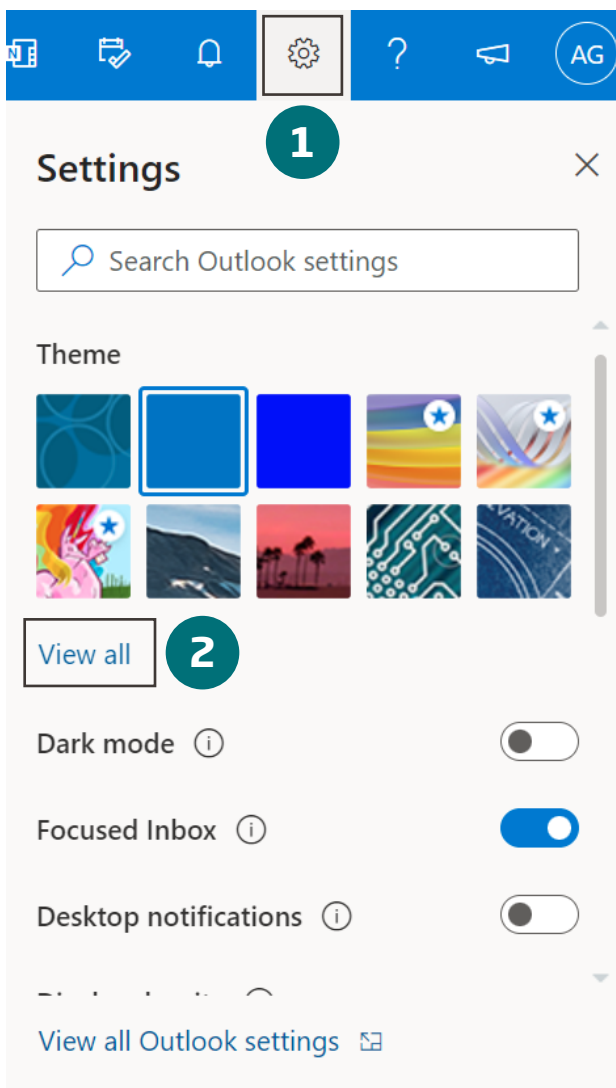 N
AG
1
Settings
Search Outlook settings
Theme
VATION
View all
2
Dark mode
Focused Inbox
Desktop notifications
View all Outlook settings